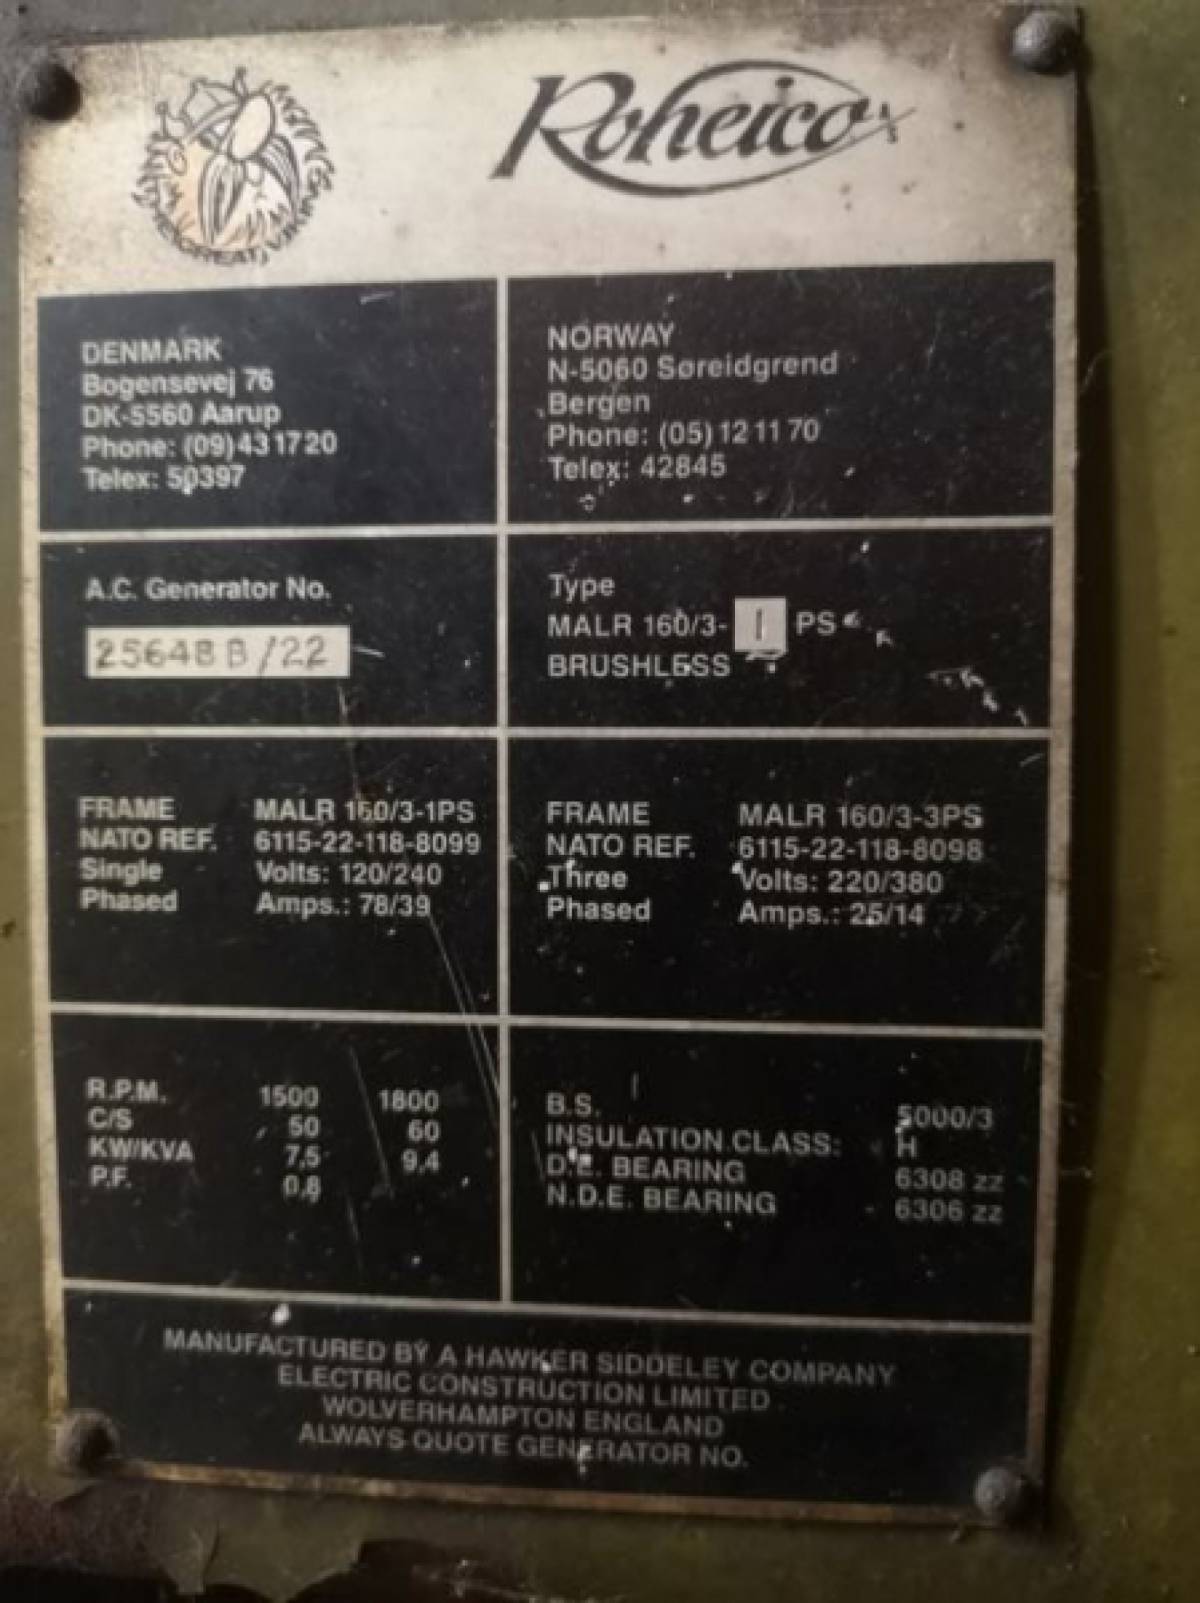 THE GREAT VIKING
Roheico
DENMARK
Bogensevej 76
DK-5560 Aarup
Phone: (09) 43 17 20
Telex: 50397
NORWAY
N-5060 Søreidgrend
Bergen
Phone: (05) 12 11 70
Telex: 42845
A.C. Generator No.
25648B/22
Type
MALR 160/3- 1 PS
BRUSHLESS
FRAME MALR 160/3-1PS
NATO REF. 6115-22-118-8099
Single Volts: 120/240
Phased Amps.: 78/39
FRAME MALR 160/3-3PS
NATO REF. 6115-22-118-8098
Three Volts: 220/380
Phased Amps.: 25/14
R.P.M. 1500 1800
C/S 50 60
KW/KVA 7,5 9,4
P.F. 0.8
B.S. 5000/3
INSULATION CLASS: H
D.E. BEARING 6308 zz
N.D.E. BEARING - 6306 zz
MANUFACTURED BY A HAWKER SIDDELEY COMPANY
ELECTRIC CONSTRUCTION LIMITED
WOLVERHAMPTON ENGLAND
ALWAYS QUOTE GENERATOR NO.